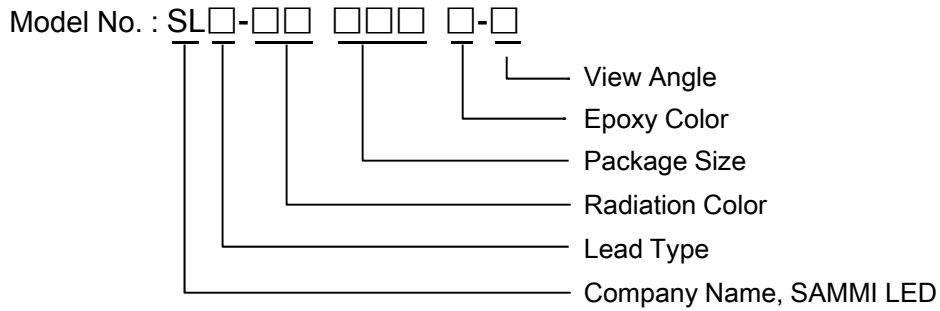 Model No. : SL□-□□ □□□ □-□
View Angle
Epoxy Color
Package Size
Radiation Color
Lead Type
Company Name, SAMMI LED